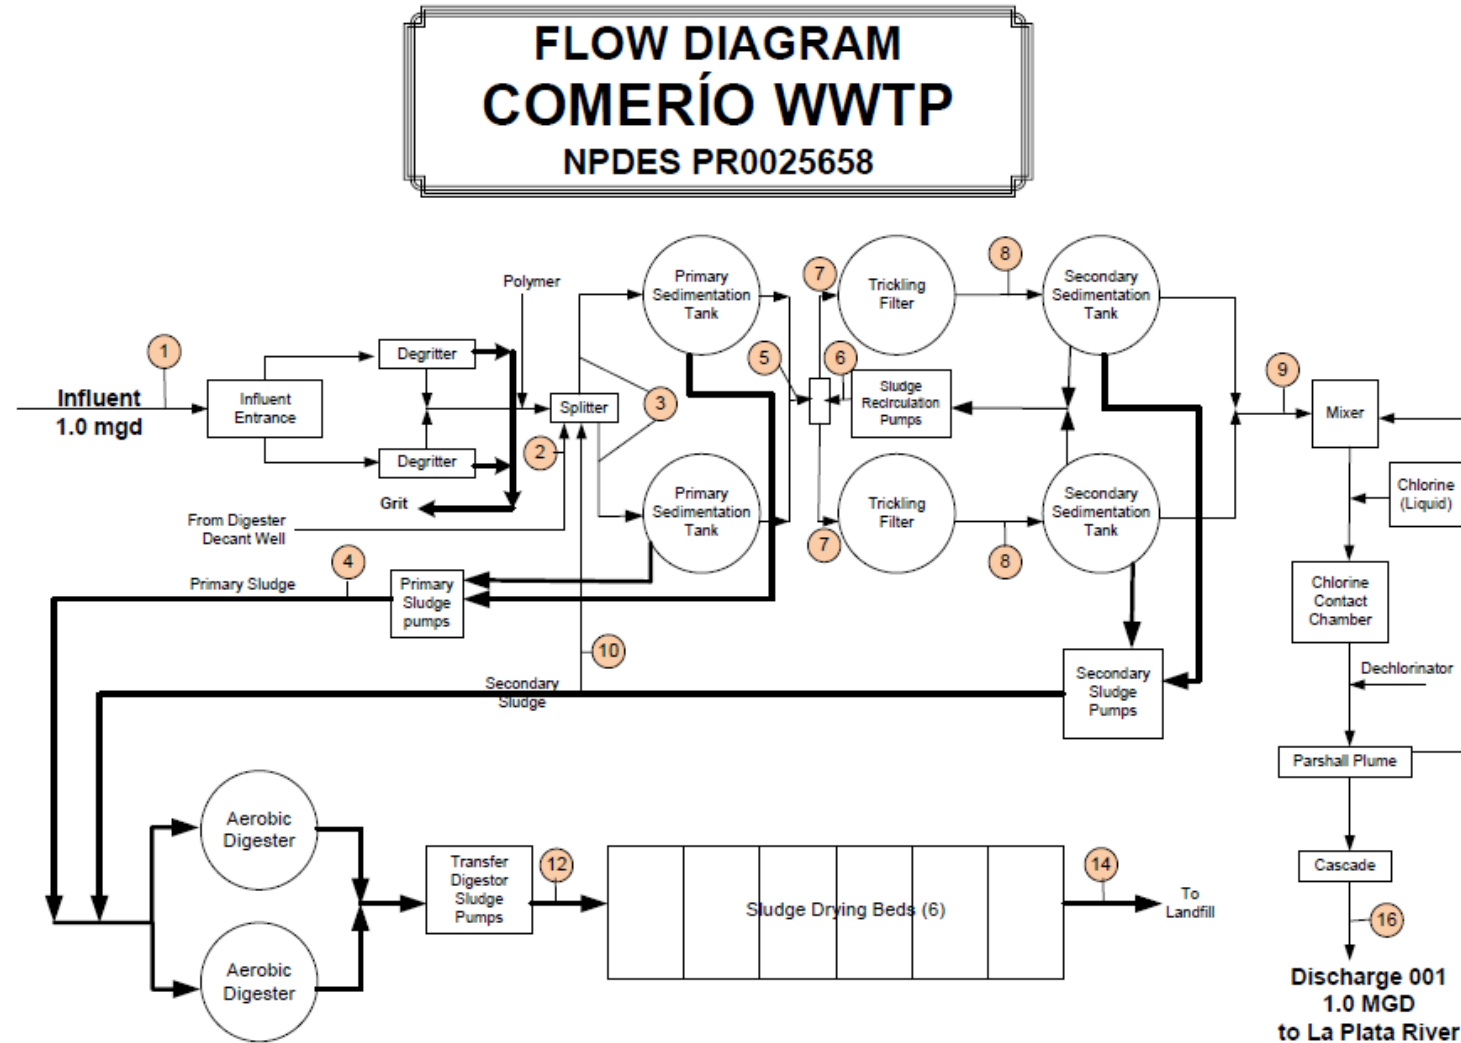 FLOW DIAGRAM
COMERÍO WWTP
NPDES PR0025658
Polymer
1
Influent
1.0 mgd
Influent
Entrance
Degritter
Degritter
Grit
Splitter
2
3
From Digester
Decant Well
Primary
Sedimentation
Tank
Primary
Sedimentation
Tank
5
6
7
7
Trickling
Filter
Trickling
Filter
Sludge
Recirculation
Pumps
8
8
Secondary
Sedimentation
Tank
Secondary
Sedimentation
Tank
9
Mixer
Chlorine
(Liquid)
Chlorine
Contact
Chamber
Dechlorinator
Parshall Plume
Cascade
16
Discharge 001
1.0 MGD
to La Plata River
4
Primary Sludge
Primary
Sludge
pumps
10
Secondary
Sludge
Secondary
Sludge
Pumps
Aerobic
Digester
Aerobic
Digester
Transfer
Digestor
Sludge
Pumps
12
Sludge Drying Beds (6)
14
To
Landfill